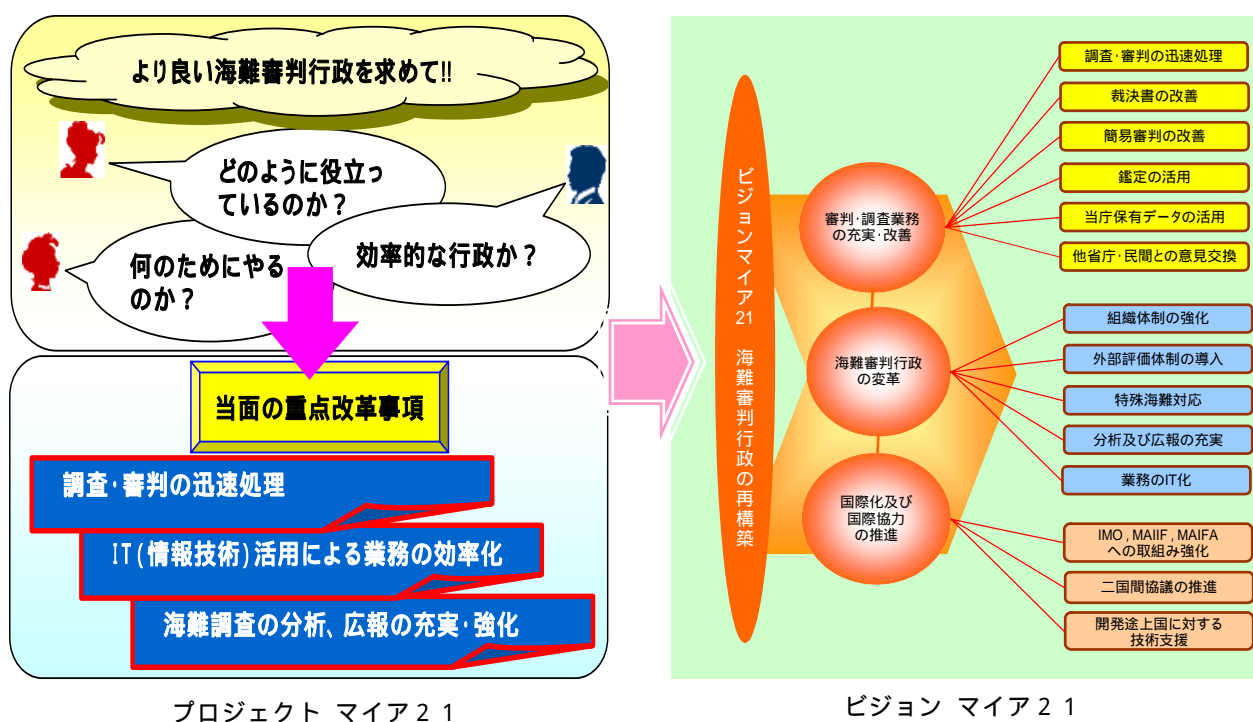 より良い海難審判行政を求めて!!
どのように役立っ
ているのか？
効率的な行政か？
何のためにやる
のか？
当面の重点改革事項
調査･審判の迅速処理
IT(情報技術)活用による業務の効率化
海難調査の分析、広報の充実･強化
プロジェクト マイア２１
ビジョンマイア21 海難審判行政の再構築
審判･調査業務
の充実･改善
海難審判行政
の変革
国際化及び
国際協力
の推進
調査･審判の迅速処理
裁決書の改善
簡易審判の改善
鑑定の活用
当庁保有データの活用
他省庁･民間との意見交換
組織体制の強化
外部評価体制の導入
特殊海難対応
分析及び広報の充実
業務のIT化
IMO，MAIIF，MAIFA
への取組み強化
二国間協議の推進
開発途上国に対する
技術支援
ビジョン マイア２１